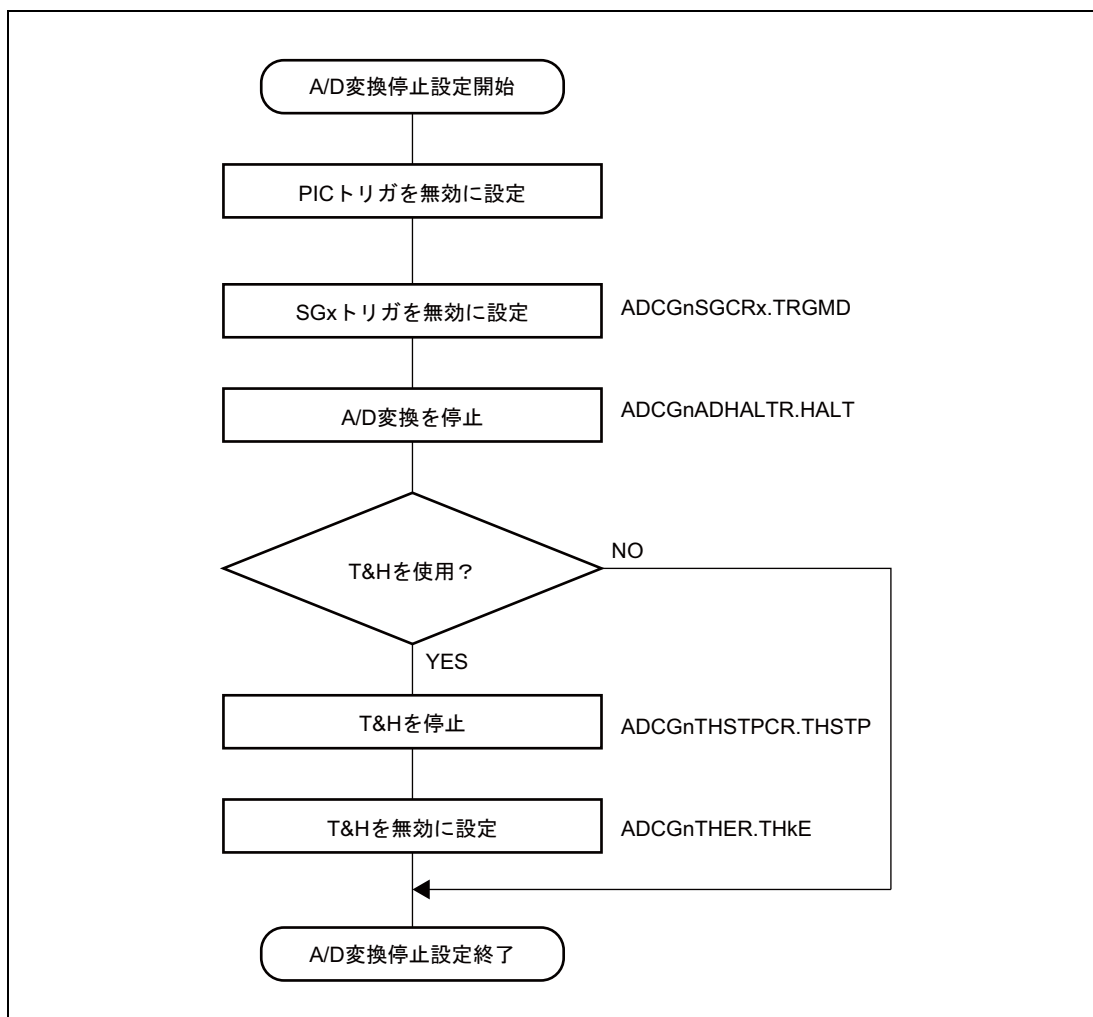 A/D変換停止設定開始
PICトリガを無効に設定
SGxトリガを無効に設定
ADCGnSGCRx.TRGMD
A/D変換を停止
ADCGnADHALTR.HALT
T&Hを使用？
NO
YES
T&Hを停止
ADCGnTHSTPCR.THSTP
T&Hを無効に設定
ADCGnTHER.THkE
A/D変換停止設定終了